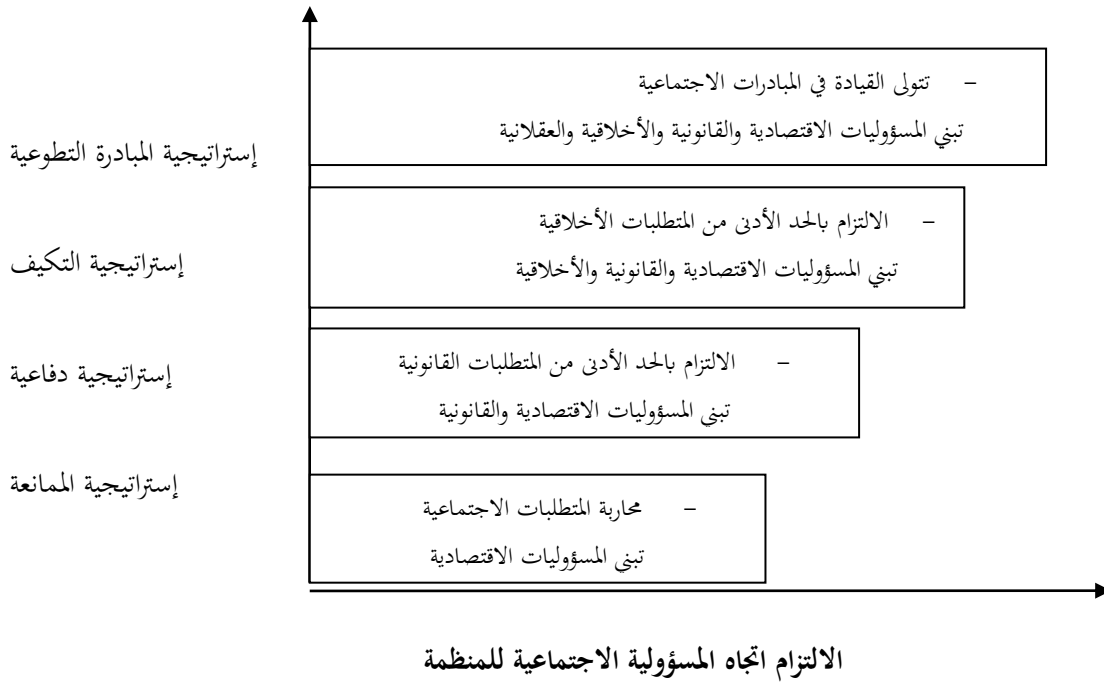 – تتولى القيادة في المبادرات الاجتماعية
تبني المسؤوليات الاقتصادية والقانونية والأخلاقية والعقلانية
إستراتيجية المبادرة التطوعية
– الالتزام بالحد الأدنى من المتطلبات الأخلاقية
تبني المسؤوليات الاقتصادية والقانونية والأخلاقية
إستراتيجية التكيف
– الالتزام بالحد الأدنى من المتطلبات القانونية
تبني المسؤوليات الاقتصادية والقانونية
إستراتيجية دفاعية
– محاربة المتطلبات الاجتماعية
تبني المسؤوليات الاقتصادية
إستراتيجية الممانعة
الالتزام اتجاه المسؤولية الاجتماعية للمنظمة